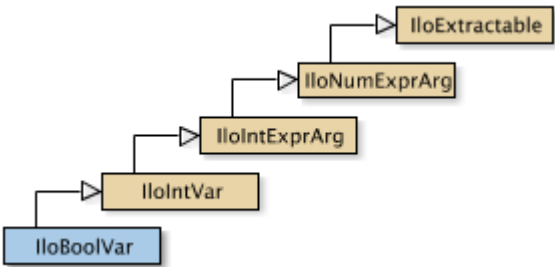 IloExtractable
IloNumExprArg
IloIntExprArg
IloIntVar
IloBoolVar